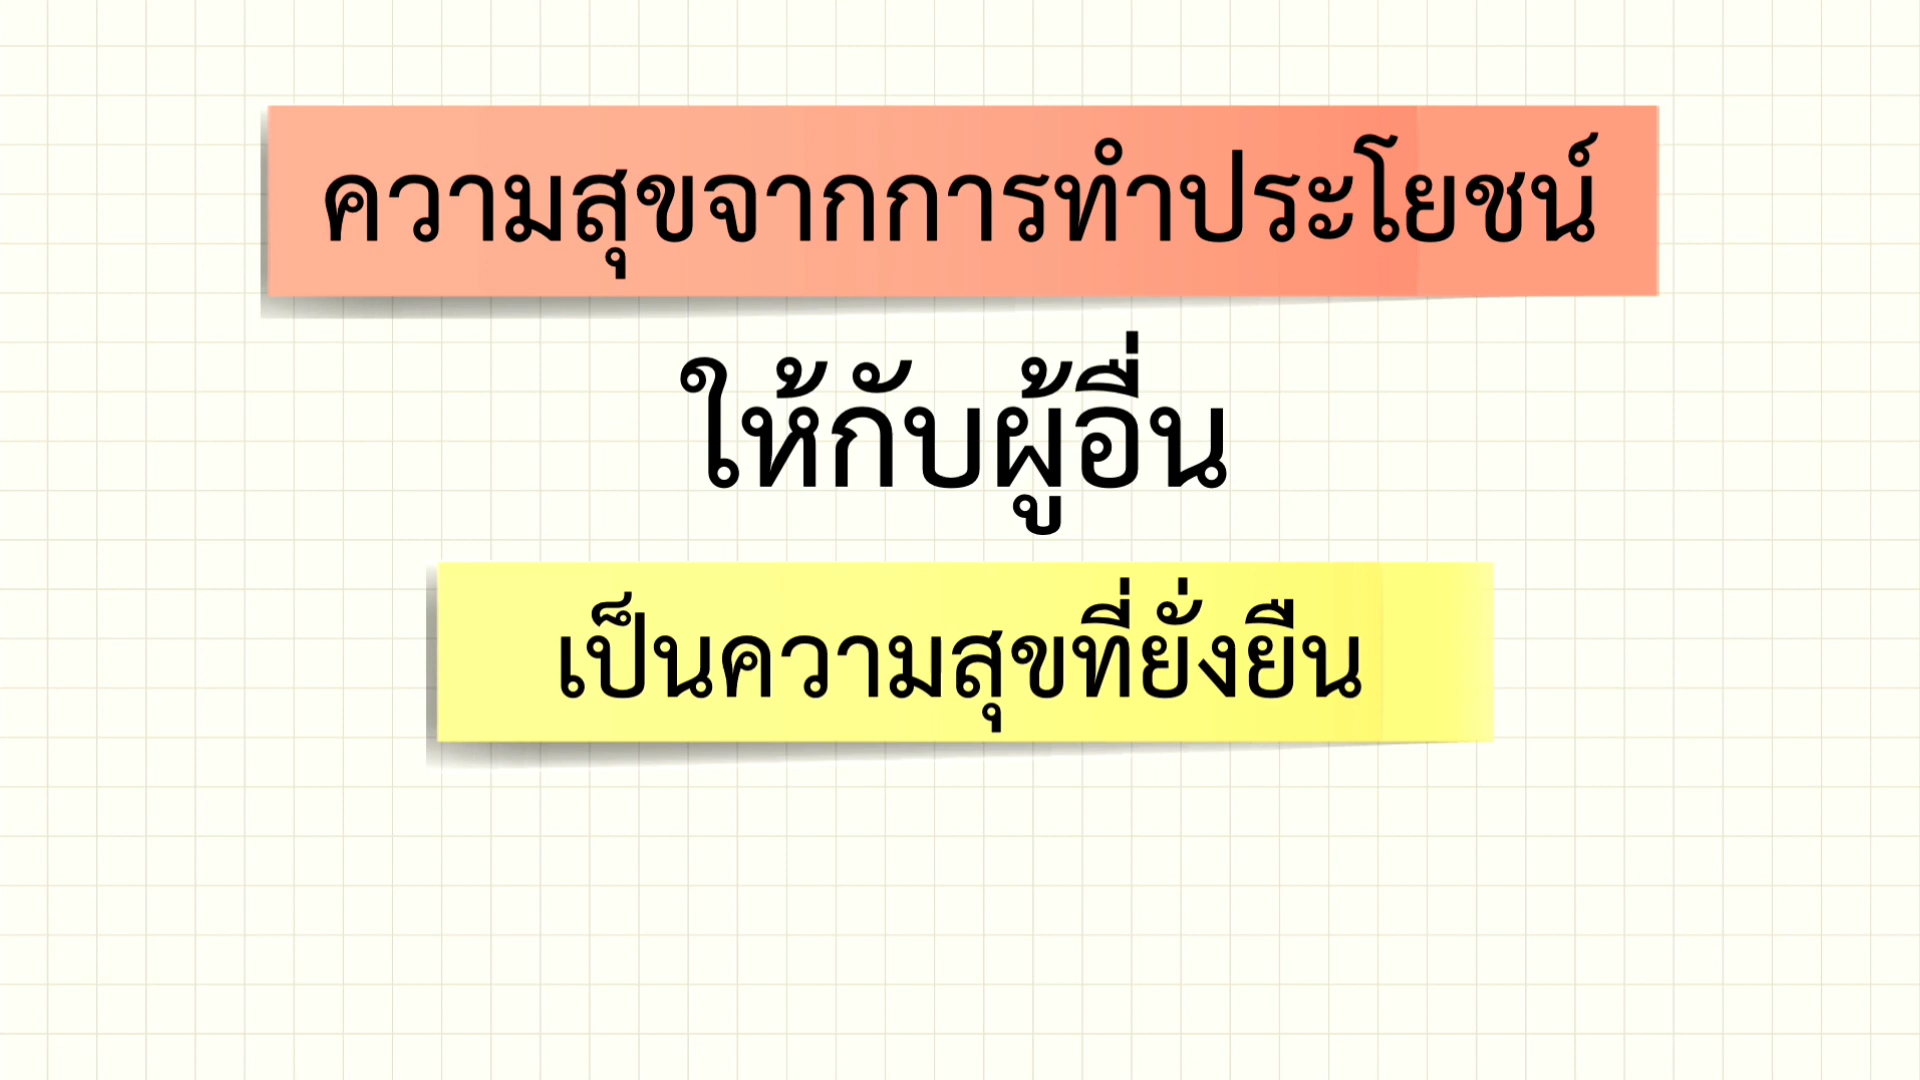 ความสุขจากการทำประโยชน์
ให้กับผู้อื่น
เป็นความสุขที่ยั่งยืน